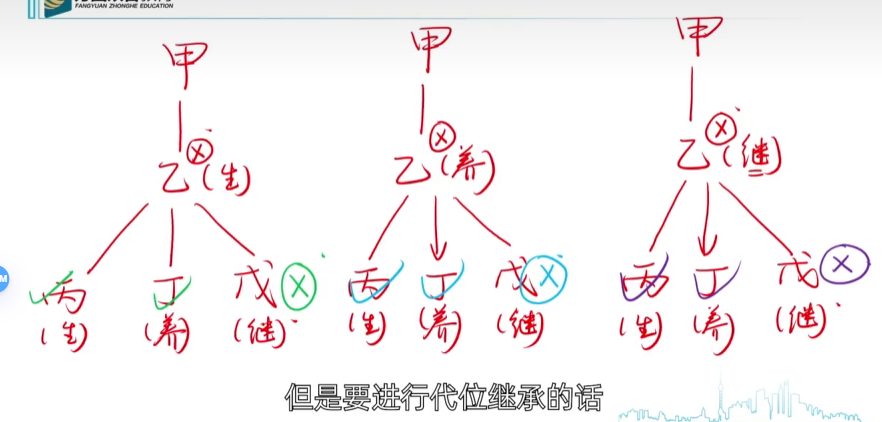 FANGYUAN ZHONGHE EDUCATION
甲 甲 甲
乙(生) 乙(养) 乙(继)
丙 丁 戊 丙 丁 戊 丙 丁 戊
(生) (养) (继) (生) (养) (继) (生) (养) (继)
但是要进行代位继承的话